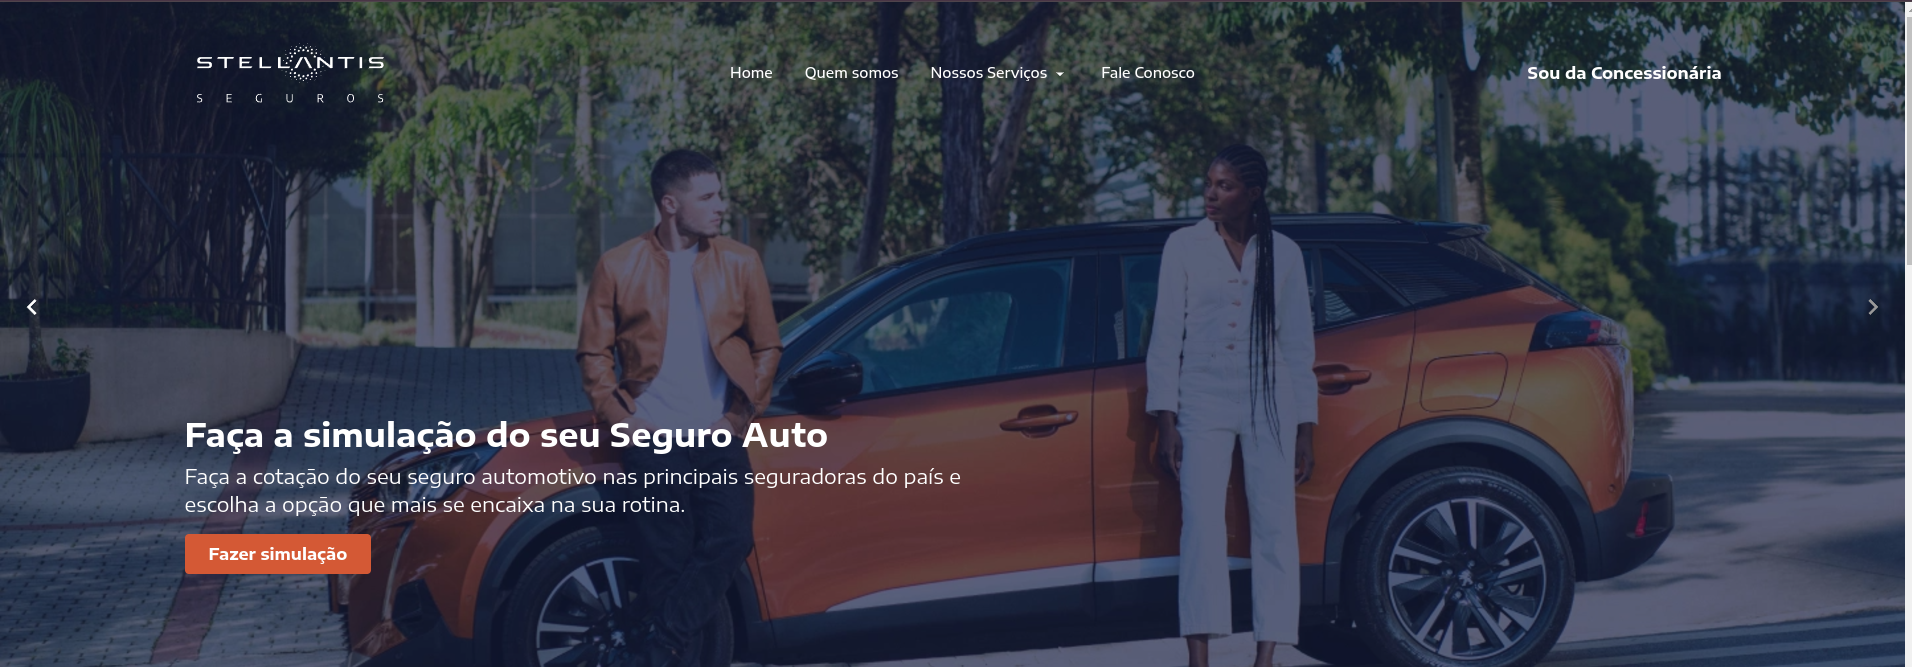 STELLANTIS
SEGUROS
Home
Quem somos
Nossos Serviços
Fale Conosco
Sou da Concessionária
Faça a simulação do seu Seguro Auto
Faça a cotação do seu seguro automotivo nas principais seguradoras do país e
escolha a opção que mais se encaixa na sua rotina.
Fazer simulação